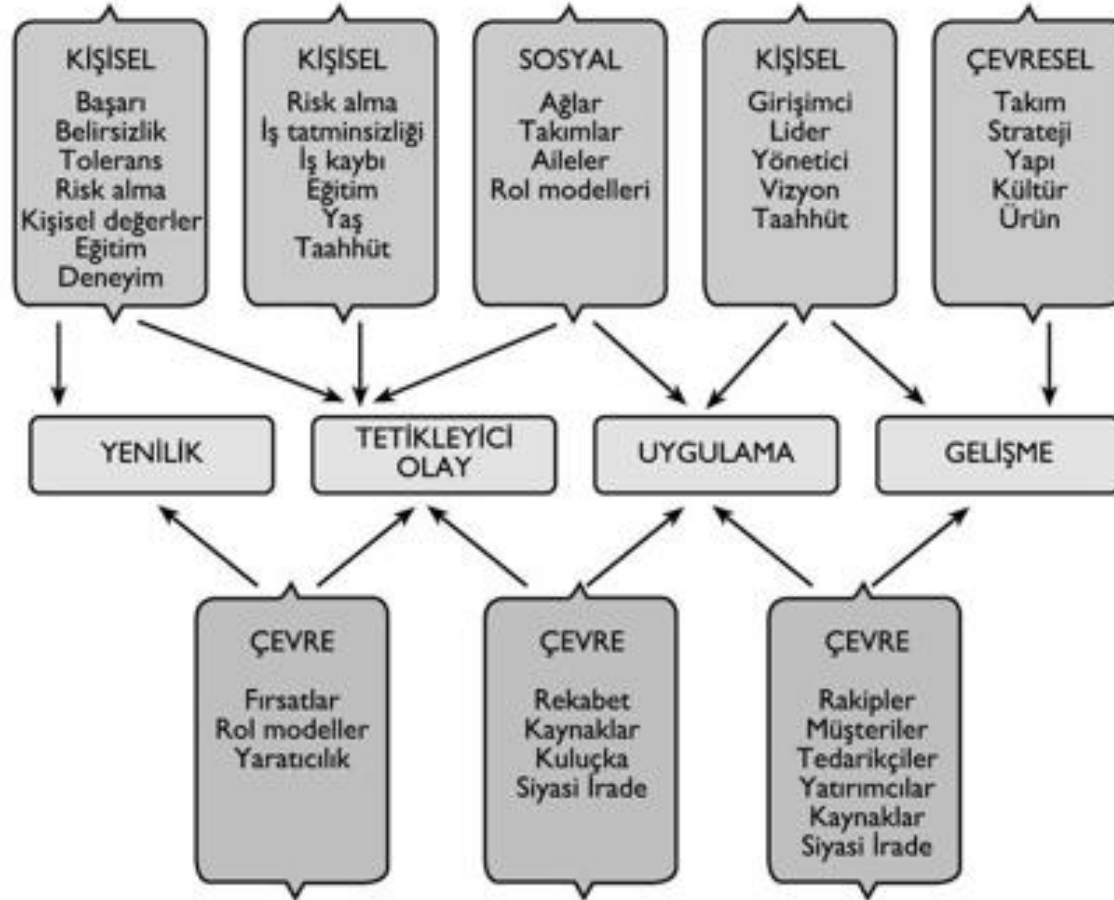 KİŞİSEL
Başarı
Belirsizlik
Tolerans
Risk alma
Kişisel değerler
Eğitim
Deneyim
KİŞİSEL
Risk alma
İş tatminsizliği
İş kaybı
Eğitim
Yaş
Taahhüt
SOSYAL
Ağlar
Takımlar
Aileler
Rol modelleri
KİŞİSEL
Girişimci
Lider
Yönetici
Vizyon
Taahhüt
ÇEVRESEL
Takım
Strateji
Yapı
Kültür
Ürün
YENİLİK
TETİKLEYİCİ
OLAY
UYGULAMA
GELİŞME
ÇEVRE
Fırsatlar
Rol modeller
Yaratıcılık
ÇEVRE
Rekabet
Kaynaklar
Kuluçka
Siyasi İrade
ÇEVRE
Rakipler
Müşteriler
Tedarikçiler
Yatırımcılar
Kaynaklar
Siyasi İrade